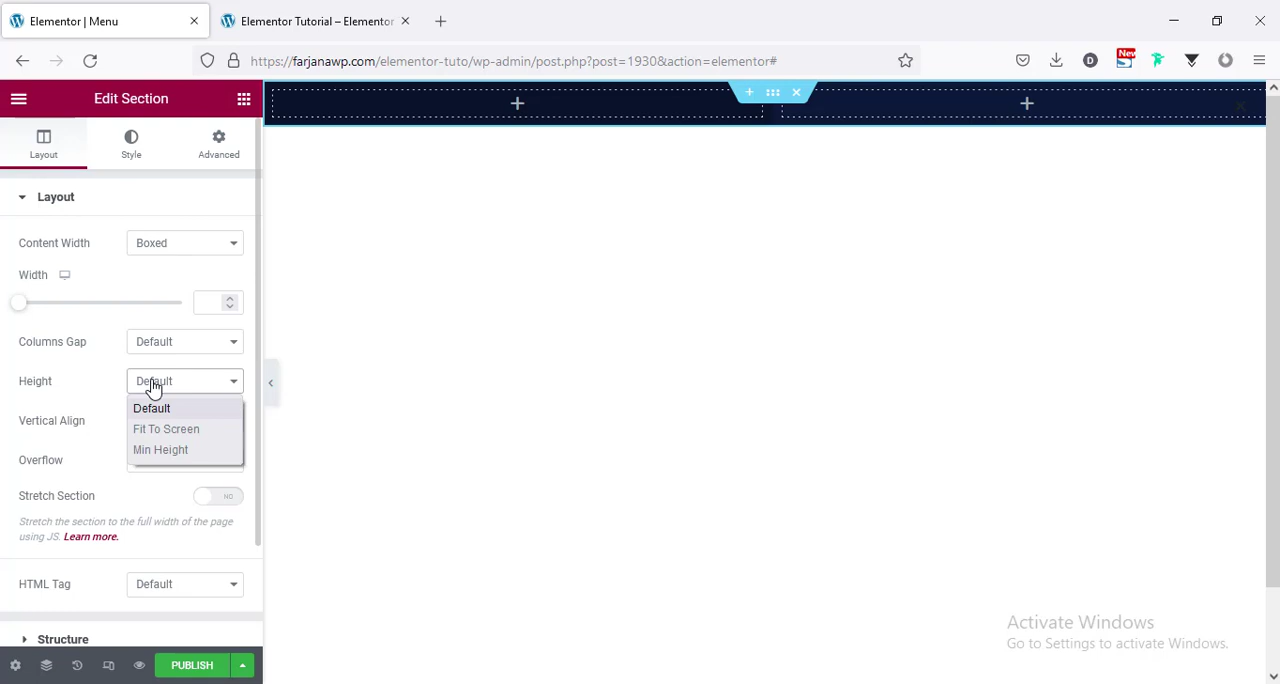 Elementor | Menu
Elementor Tutorial – Elementor
https://farjanawp.com/elementor-tuto/wp-admin/post.php?post=1930&action=elementor#
New
Edit Section
Layout
Style
Advanced
Layout
Content Width
Boxed
Width
Columns Gap
Default
Height
Default
Default
Fit To Screen
Min Height
Vertical Align
Overflow
Stretch Section
NO
Stretch the section to the full width of the page
using JS. Learn more.
HTML Tag
Default
Structure
PUBLISH
Activate Windows
Go to Settings to activate Windows.